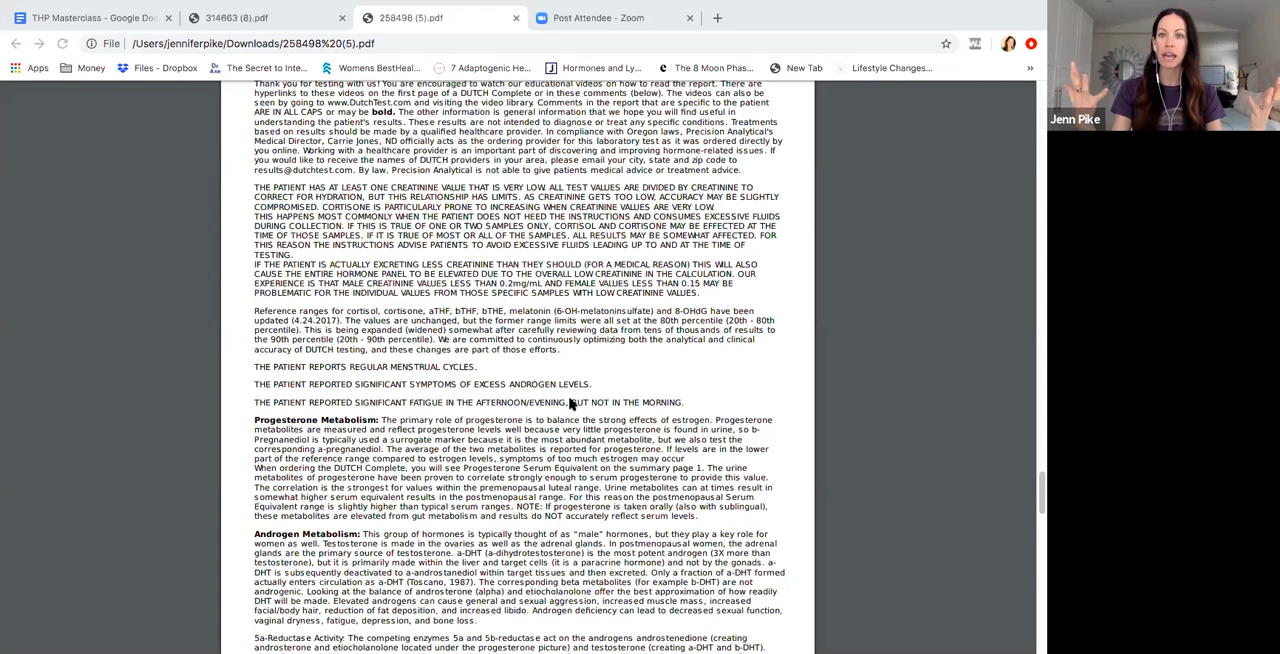 THP Masterclass - Google Do
314663 (8).pdf
258498 (5).pdf
Post Attendee - Zoom
File
/Users/jenniferpike/Downloads/258498%20(5).pdf
Apps
Money
Files - Dropbox
Dr. Axe
The Secret to Inte...
Womens BestHeal...
7 Adaptogenic He...
Hormones and Ly...
The 8 Moon Phas...
New Tab
Lifestyle Changes...
»
Jenn Pike
Thank you for testing with us! You are encouraged to watch our educational videos on how to read the report. There are
hyperlinks to these videos on the first page of a DUTCH Complete or in these comments (below). The videos can also be
seen by going to www.DutchTest.com and visiting the video library. Comments in the report that are specific to the patient
ARE IN ALL CAPS or may be bold. The other information is general information that we hope you will find useful in
understanding the patient's results. These results are not intended to diagnose or treat any specific conditions. Treatments
based on results should be made by a qualified healthcare provider. In compliance with Oregon laws, Precision Analytical's
Medical Director, Carrie Jones, ND officially acts as the ordering provider for this laboratory test as it was ordered directly by
you online. Working with a healthcare provider is an important part of discovering and improving hormone-related issues. If
you would like to receive the names of DUTCH providers in your area, please email your city, state and zip code to
results@dutchtest.com. By law, Precision Analytical is not able to give patients medical advice or treatment advice.
THE PATIENT HAS AT LEAST ONE CREATININE VALUE THAT IS VERY LOW. ALL TEST VALUES ARE DIVIDED BY CREATININE TO
CORRECT FOR HYDRATION, BUT THIS RELATIONSHIP HAS LIMITS. AS CREATININE GETS TOO LOW, ACCURACY MAY BE SLIGHTLY
COMPROMISED. CORTISONE IS PARTICULARLY PRONE TO INCREASING WHEN CREATININE VALUES ARE VERY LOW.
THIS HAPPENS MOST COMMONLY WHEN THE PATIENT DOES NOT HEED THE INSTRUCTIONS AND CONSUMES EXCESSIVE FLUIDS
DURING COLLECTION. IF THIS IS TRUE OF ONE OR TWO SAMPLES ONLY, CORTISOL AND CORTISONE MAY BE EFFECTED AT THE
TIME OF THOSE SAMPLES. IF IT IS TRUE OF MOST OR ALL OF THE SAMPLES, ALL RESULTS MAY BE SOMEWHAT AFFECTED. FOR
THIS REASON THE INSTRUCTIONS ADVISE PATIENTS TO AVOID EXCESSIVE FLUIDS LEADING UP TO AND AT THE TIME OF
TESTING.
IF THE PATIENT IS ACTUALLY EXCRETING LESS CREATININE THAN THEY SHOULD (FOR A MEDICAL REASON) THIS WILL ALSO
CAUSE THE ENTIRE HORMONE PANEL TO BE ELEVATED DUE TO THE OVERALL LOW CREATININE IN THE CALCULATION. OUR
EXPERIENCE IS THAT MALE CREATININE VALUES LESS THAN 0.2mg/mL AND FEMALE VALUES LESS THAN 0.15 MAY BE
PROBLEMATIC FOR THE INDIVIDUAL VALUES FROM THOSE SPECIFIC SAMPLES WITH LOW CREATININE VALUES.
Reference ranges for cortisol, cortisone, aTHF, bTHF, bTHE, melatonin (6-OH-melatoninsulfate) and 8-OHdG have been
updated (4.24.2017). The values are unchanged, but the former range limits were all set at the 80th percentile (20th - 80th
percentile). This is being expanded (widened) somewhat after carefully reviewing data from tens of thousands of results to
the 90th percentile (20th - 90th percentile). We are committed to continuously optimizing both the analytical and clinical
accuracy of DUTCH testing, and these changes are part of those efforts.
THE PATIENT REPORTS REGULAR MENSTRUAL CYCLES.
THE PATIENT REPORTED SIGNIFICANT SYMPTOMS OF EXCESS ANDROGEN LEVELS.
THE PATIENT REPORTED SIGNIFICANT FATIGUE IN THE AFTERNOON/EVENING, BUT NOT IN THE MORNING.
Progesterone Metabolism: The primary role of progesterone is to balance the strong effects of estrogen. Progesterone
metabolites are measured and reflect progesterone levels well because very little progesterone is found in urine, so b-
Pregnanediol is typically used a surrogate marker because it is the most abundant metabolite, but we also test the
corresponding a-pregnanediol. The average of the two metabolites is reported for progesterone. If levels are in the lower
part of the reference range compared to estrogen levels, symptoms of too much estrogen may occur
When ordering the DUTCH Complete, you will see Progesterone Serum Equivalent on the summary page 1. The urine
metabolites of progesterone have been proven to correlate strongly enough to serum progesterone to provide this value.
The correlation is the strongest for values within the premenopausal luteal range. Urine metabolites can at times result in
somewhat higher serum equivalent results in the postmenopausal range. For this reason the postmenopausal Serum
Equivalent range is slightly higher than typical serum ranges. NOTE: If progesterone is taken orally (also with sublingual),
these metabolites are elevated from gut metabolism and results do NOT accurately reflect serum levels.
Androgen Metabolism: This group of hormones is typically thought of as "male" hormones, but they play a key role for
women as well. Testosterone is made in the ovaries as well as the adrenal glands. In postmenopausal women, the adrenal
glands are the primary source of testosterone. a-DHT (a-dihydrotestosterone) is the most potent androgen (3X more than
testosterone), but it is primarily made within the liver and target cells (it is a paracrine hormone) and not by the gonads. a-
DHT is subsequently deactivated to a-androstanediol within target tissues and then excreted. Only a fraction of a-DHT formed
actually enters circulation as a-DHT (Toscano, 1987). The corresponding beta metabolites (for example b-DHT) are not
androgenic. Looking at the balance of androsterone (alpha) and etiocholanolone offer the best approximation of how readily
DHT will be made. Elevated androgens can cause general and sexual aggression, increased muscle mass, increased
facial/body hair, reduction of fat deposition, and increased libido. Androgen deficiency can lead to decreased sexual function,
vaginal dryness, fatigue, depression, and bone loss.
5a-Reductase Activity: The competing enzymes 5a and 5b-reductase act on the androgens androstenedione (creating
androsterone and etiocholanolone located under the progesterone picture) and testosterone (creating a-DHT and b-DHT).